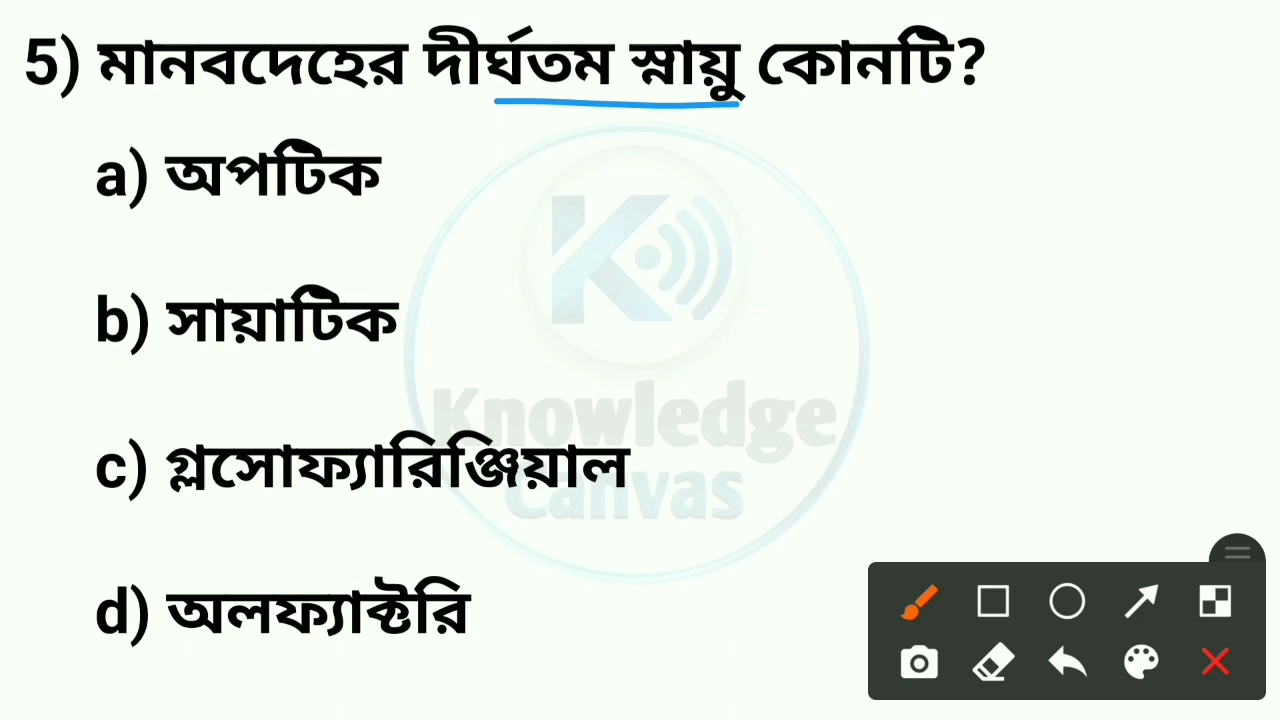 5) মানবদেহের দীর্ঘতম স্নায়ু কোনটি?
a) অপটিক
b) সায়াটিক
c) গ্লসোফ্যারিঞ্জিয়াল
d) অলফ্যাক্টরি
Knowledge
Canvas